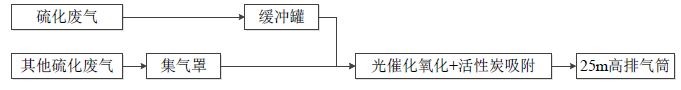 硫化废气
缓冲罐
其他硫化废气
集气罩
光催化氧化+活性炭吸附
25m高排气筒